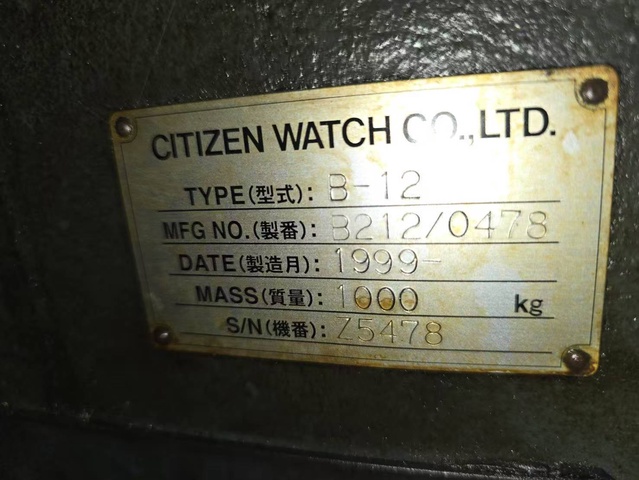 CITIZEN WATCH CO.,LTD.
TYPE(型式): B-12
MFG NO.(製番): B212/0478
DATE(製造月): 1999-
MASS(質量): 1000 kg
S/N(機番): Z5478